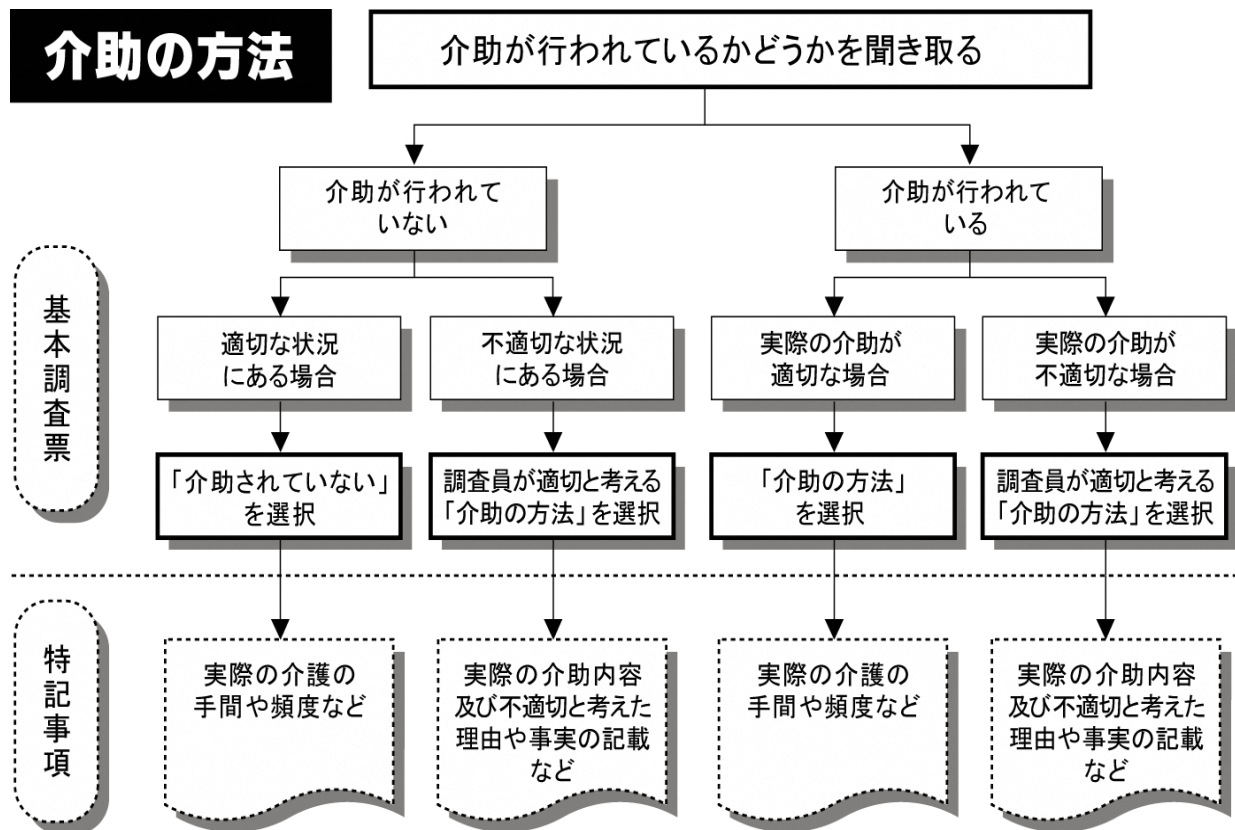 介助の方法
介助が行われているかどうかを聞き取る
介助が行われて
いない
介助が行われて
いる
基本調査票
適切な状況
にある場合
不適切な状況
にある場合
実際の介助が
適切な場合
実際の介助が
不適切な場合
「介助されていない」
を選択
調査員が適切と考える
「介助の方法」を選択
「介助の方法」
を選択
調査員が適切と考える
「介助の方法」を選択
特記事項
実際の介護の
手間や頻度など
実際の介助内容
及び不適切と考えた
理由や事実の記載
など
実際の介護の
手間や頻度など
実際の介助内容
及び不適切と考えた
理由や事実の記載
など